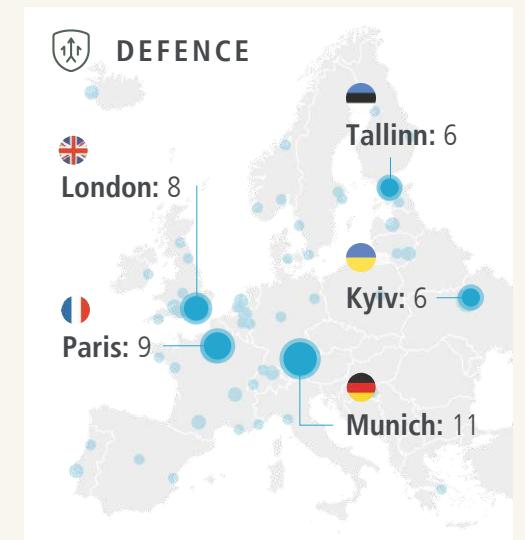 DEFENCE
Tallinn: 6
London: 8
Kyiv: 6
Paris: 9
Munich: 11